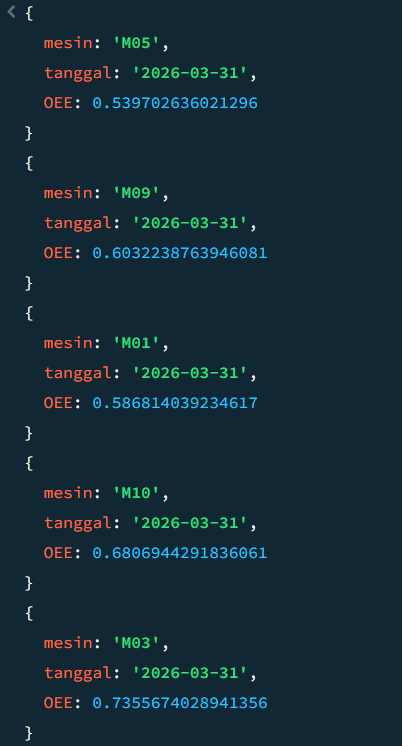 {
mesin: 'M05',
tanggal: '2026-03-31',
OEE: 0.539702636021296
}
{
mesin: 'M09',
tanggal: '2026-03-31',
OEE: 0.6032238763946081
}
{
mesin: 'M01',
tanggal: '2026-03-31',
OEE: 0.586814039234617
}
{
mesin: 'M10',
tanggal: '2026-03-31',
OEE: 0.6806944291836061
}
{
mesin: 'M03',
tanggal: '2026-03-31',
OEE: 0.7355674028941356
}